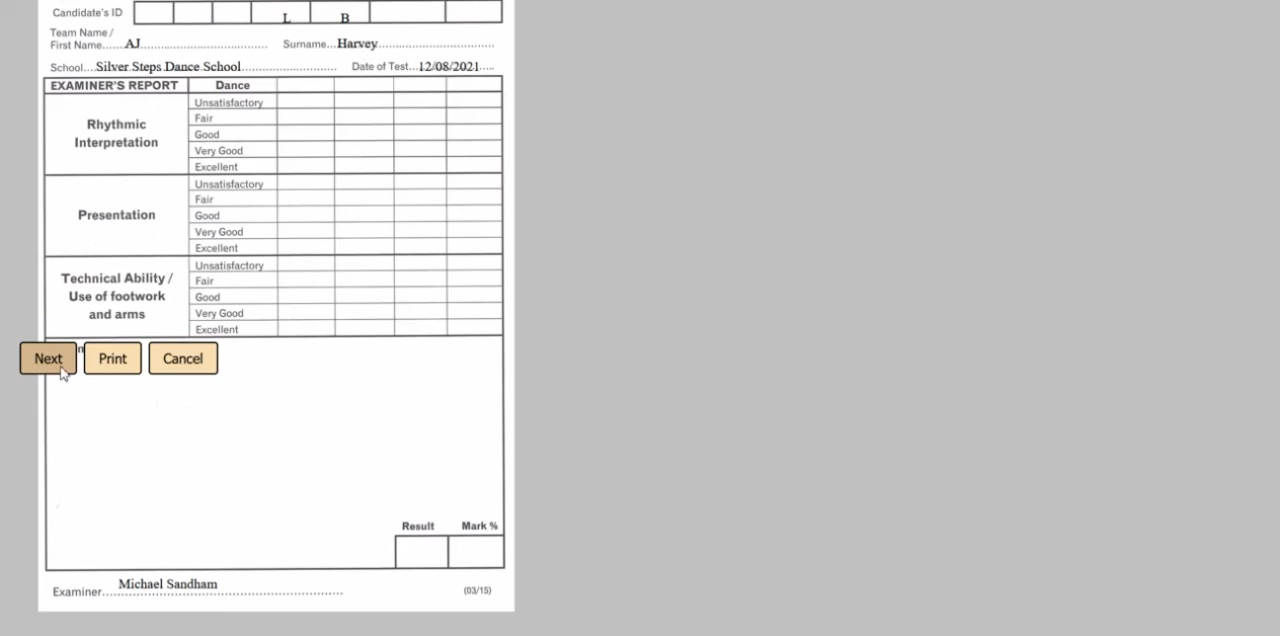 Candidate's ID L B
Team Name /
First Name......AJ.................................... Surname...Harvey...................................
School....Silver Steps Dance School............................ Date of Test...12/08/2021.....
EXAMINER'S REPORT Dance
Rhythmic Interpretation
Unsatisfactory
Fair
Good
Very Good
Excellent
Presentation
Unsatisfactory
Fair
Good
Very Good
Excellent
Technical Ability / Use of footwork and arms
Unsatisfactory
Fair
Good
Very Good
Excellent
Next Print Cancel
Result Mark %
Michael Sandham
Examiner.............................................................. (03/15)